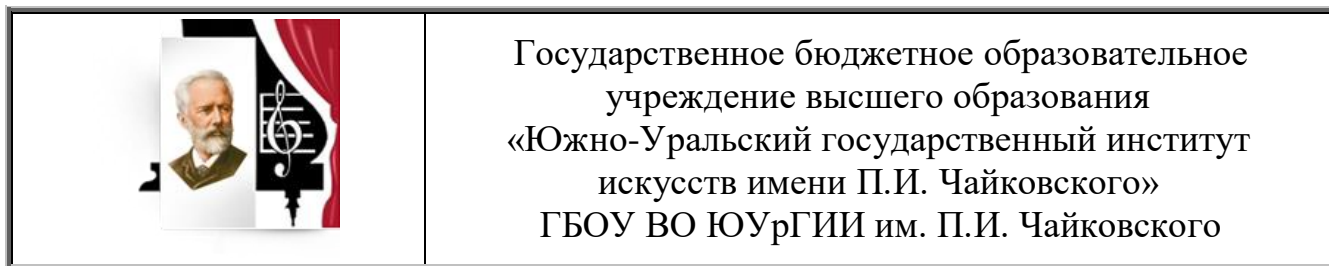 Государственное бюджетное образовательное
учреждение высшего образования
«Южно-Уральский государственный институт
искусств имени П.И. Чайковского»
ГБОУ ВО ЮУрГИИ им. П.И. Чайковского